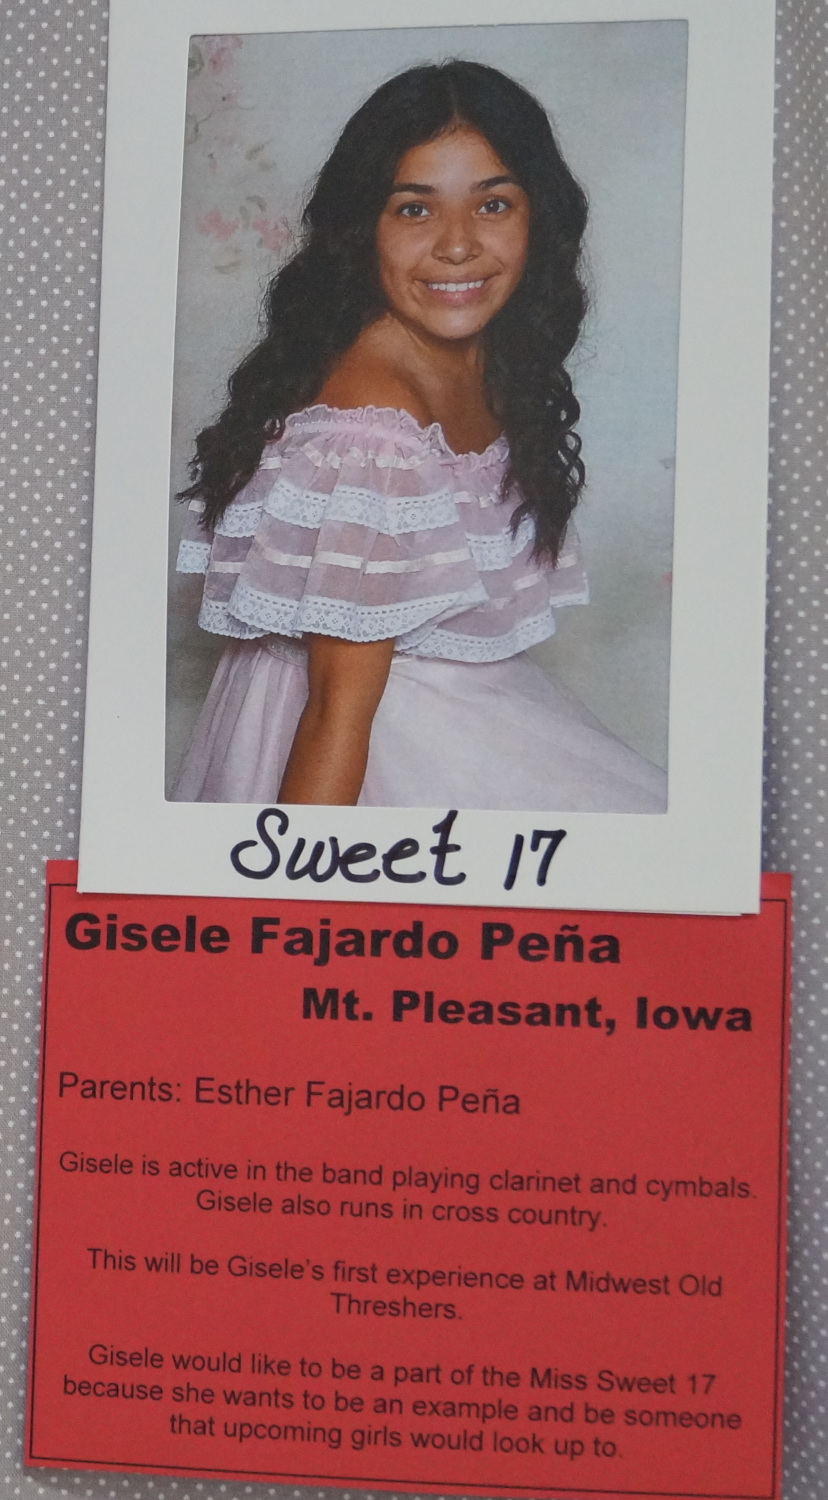 Sweet 17
Gisele Fajardo Peña
Mt. Pleasant, Iowa
Parents: Esther Fajardo Peña
Gisele is active in the band playing clarinet and cymbals.
Gisele also runs in cross country.
This will be Gisele's first experience at Midwest Old
Threshers.
Gisele would like to be a part of the Miss Sweet 17
because she wants to be an example and be someone
that upcoming girls would look up to.